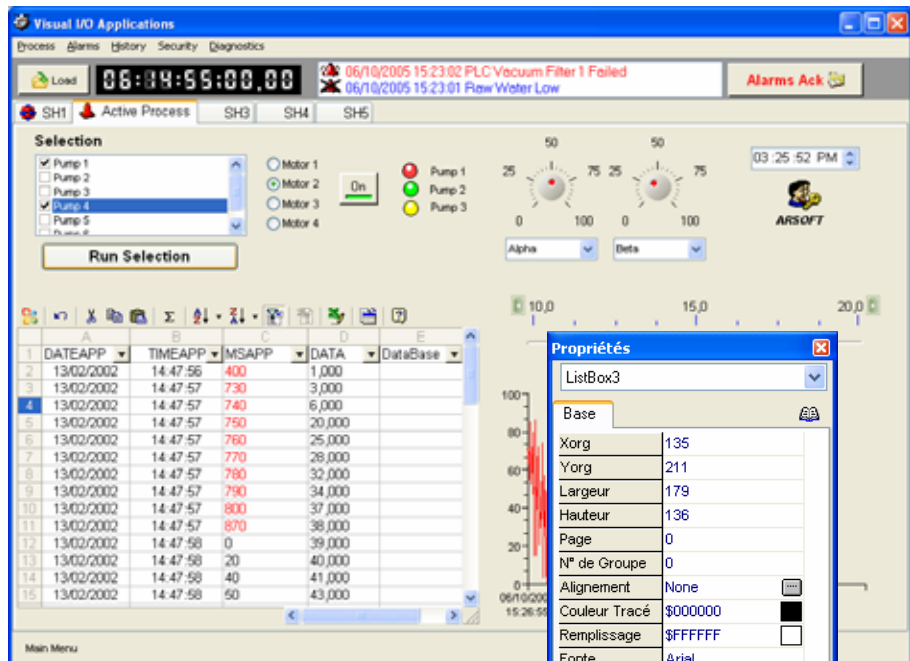 Visual I/O Applications
Process Alarms History Security Diagnostics
Load 06:14:55:00.00 06/10/2005 15:23:02 PLC Vacuum Filter 1 Failed
06/10/2005 15:23:01 Raw Water Low
Alarms Ack
SH1 Active Process SH3 SH4 SH5
Selection
Pump 1
Pump 2
Pump 3
Pump 4
Pump 5
Motor 1
Motor 2
Motor 3
Motor 4
On
Pump 1
Pump 2
Pump 3
Run Selection
50
25 75
0 100
Alpha
50
25 75
0 100
Beta
03:25:52 PM
ARSOFT
10,0 15,0 20,0
A B C D E
1 DATEAPP TIMEAPP MSAPP DATA DataBase
2 13/02/2002 14:47:56 400 1,000
3 13/02/2002 14:47:57 730 3,000
4 13/02/2002 14:47:57 740 6,000
5 13/02/2002 14:47:57 750 20,000
6 13/02/2002 14:47:57 760 25,000
7 13/02/2002 14:47:57 770 28,000
8 13/02/2002 14:47:57 780 32,000
9 13/02/2002 14:47:57 790 34,000
10 13/02/2002 14:47:57 800 37,000
11 13/02/2002 14:47:57 870 38,000
12 13/02/2002 14:47:58 0 39,000
13 13/02/2002 14:47:58 20 40,000
14 13/02/2002 14:47:58 40 41,000
15 13/02/2002 14:47:58 50 43,000
100
80
60
40
20
0
06/10/200
15:26:55
Propriétés
ListBox3
Base
Xorg 135
Yorg 211
Largeur 179
Hauteur 136
Page 0
N° de Groupe 0
Alignement None
Couleur Tracé $000000
Remplissage $FFFFFF
Fonte Arial
Main Menu